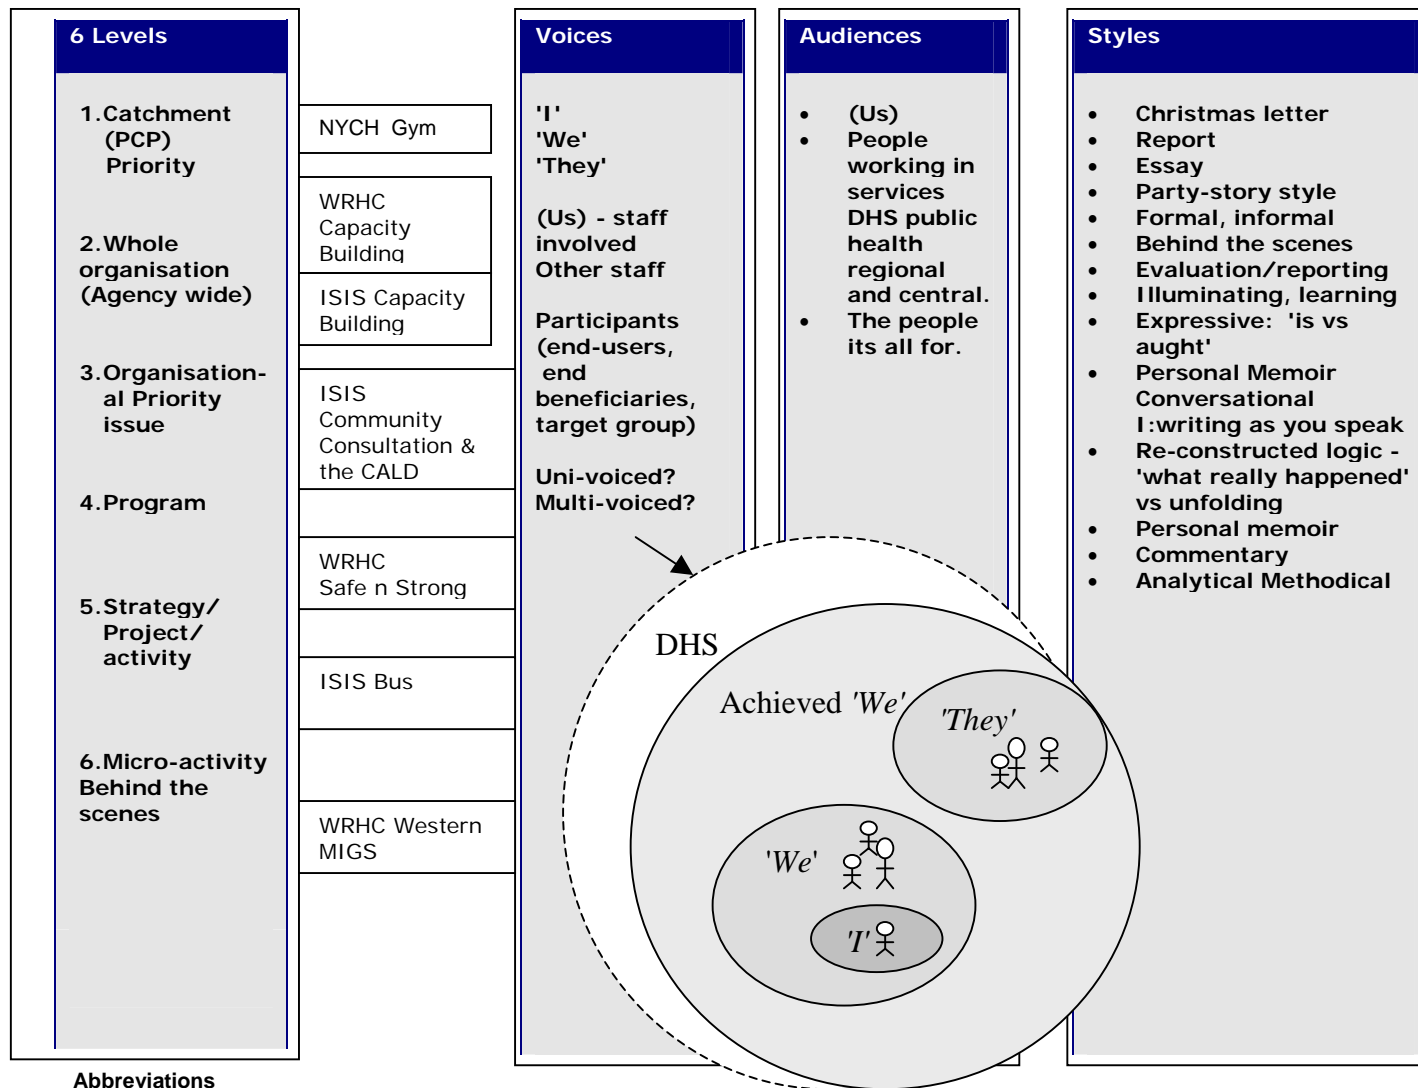 6 Levels
1.Catchment
(PCP)
Priority
2.Whole
organisation
(Agency wide)
3.Organisation-
al Priority
issue
4.Program
5.Strategy/
Project/
activity
6.Micro-activity
Behind the
scenes
NYCH Gym
WRHC
Capacity
Building
ISIS Capacity
Building
ISIS
Community
Consultation &
the CALD
WRHC
Safe n Strong
ISIS Bus
WRHC Western
MIGS
Voices
'I'
'We'
'They'
(Us) - staff
involved
Other staff
Participants
(end-users,
end
beneficiaries,
target group)
Uni-voiced?
Multi-voiced?
Audiences
• (Us)
• People
working in
services
DHS public
health
regional
and central.
• The people
its all for.
Styles
• Christmas letter
• Report
• Essay
• Party-story style
• Formal, informal
• Behind the scenes
• Evaluation/reporting
• Illuminating, learning
• Expressive: 'is vs
aught'
• Personal Memoir
Conversational
I:writing as you speak
• Re-constructed logic -
'what really happened'
vs unfolding
• Personal memoir
• Commentary
• Analytical Methodical
DHS
Achieved 'We'
'They'
'We'
'I'
Abbreviations